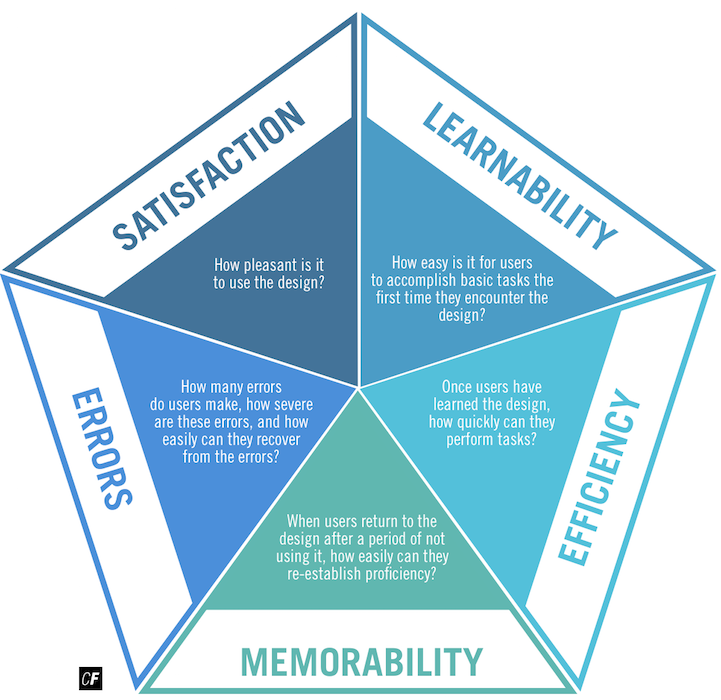 SATISFACTION
How pleasant is it
to use the design?
LEARNABILITY
How easy is it for users
to accomplish basic tasks the
first time they encounter the
design?
EFFICIENCY
Once users have
learned the design,
how quickly can they
perform tasks?
MEMORABILITY
When users return to the
design after a period of not
using it, how easily can they
re-establish proficiency?
ERRORS
How many errors
do users make, how severe
are these errors, and how
easily can they recover
from the errors?
CF